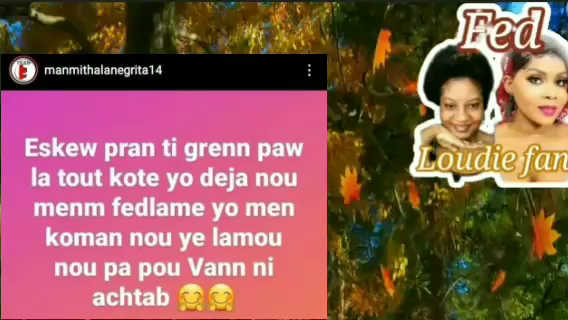 manmithalanegrita14
Eskew pran ti grenn paw
la tout kote yo deja nou
menm fedlame yo men
koman nou ye lamou
nou pa pou Vann ni
achtab 🤗🤗
Fed
Loudie fan